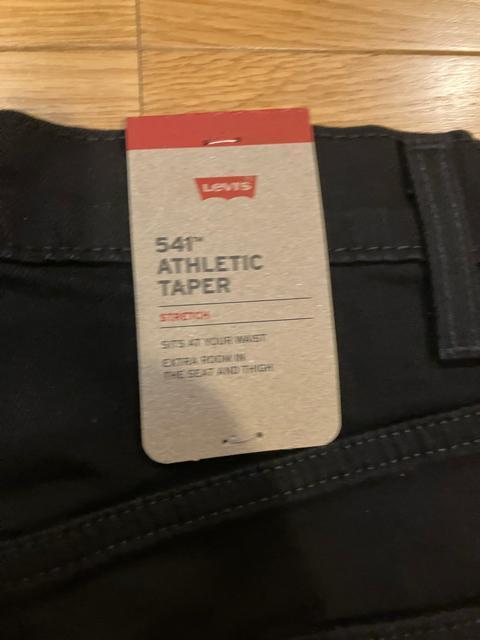 Levi's
541™
ATHLETIC
TAPER
STRETCH
SITS AT YOUR WAIST
EXTRA ROOM IN
THE SEAT AND THIGH